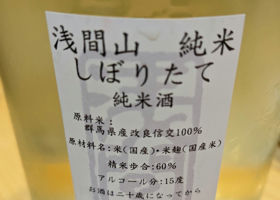 浅間山 純米
しぼりたて
純米酒
原料米:
群馬県産改良信交100%
原材料名:米(国産)・米麹(国産米)
精米歩合:60%
アルコール分:15度
お酒は二十歳になってから